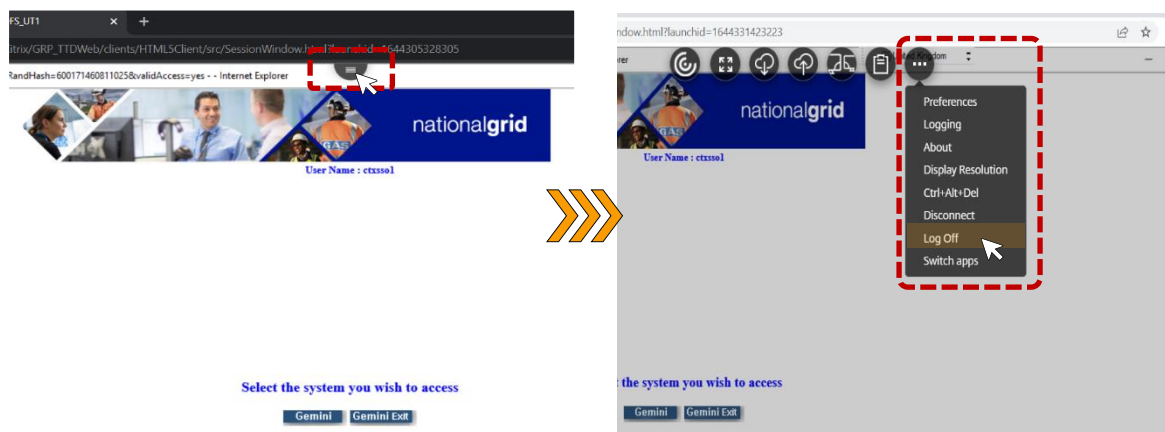 FS_UT1
Citrix/GRP_TTDWeb/clients/HTML5Client/src/SessionWindow.html?launchid=1644305328305
RandHash=600171460811025&validAccess=yes - - Internet Explorer
GAS
nationalgrid
User Name : ctxsso1
Select the system you wish to access
Gemini Gemini Exit
ndow.html?launchid=1644331423223
rer
Kingdom
GAS
nationalgrid
User Name : ctxsso1
Preferences
Logging
About
Display Resolution
Ctrl+Alt+Del
Disconnect
Log Off
Switch apps
the system you wish to access
Gemini Gemini Exit